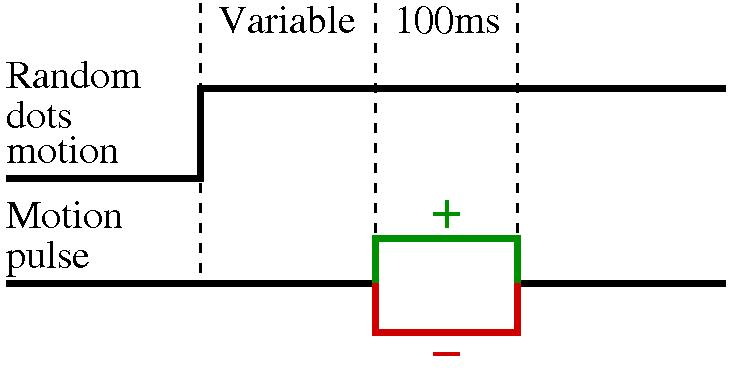 Variable 100ms
Random
dots
motion
Motion
pulse
+
−